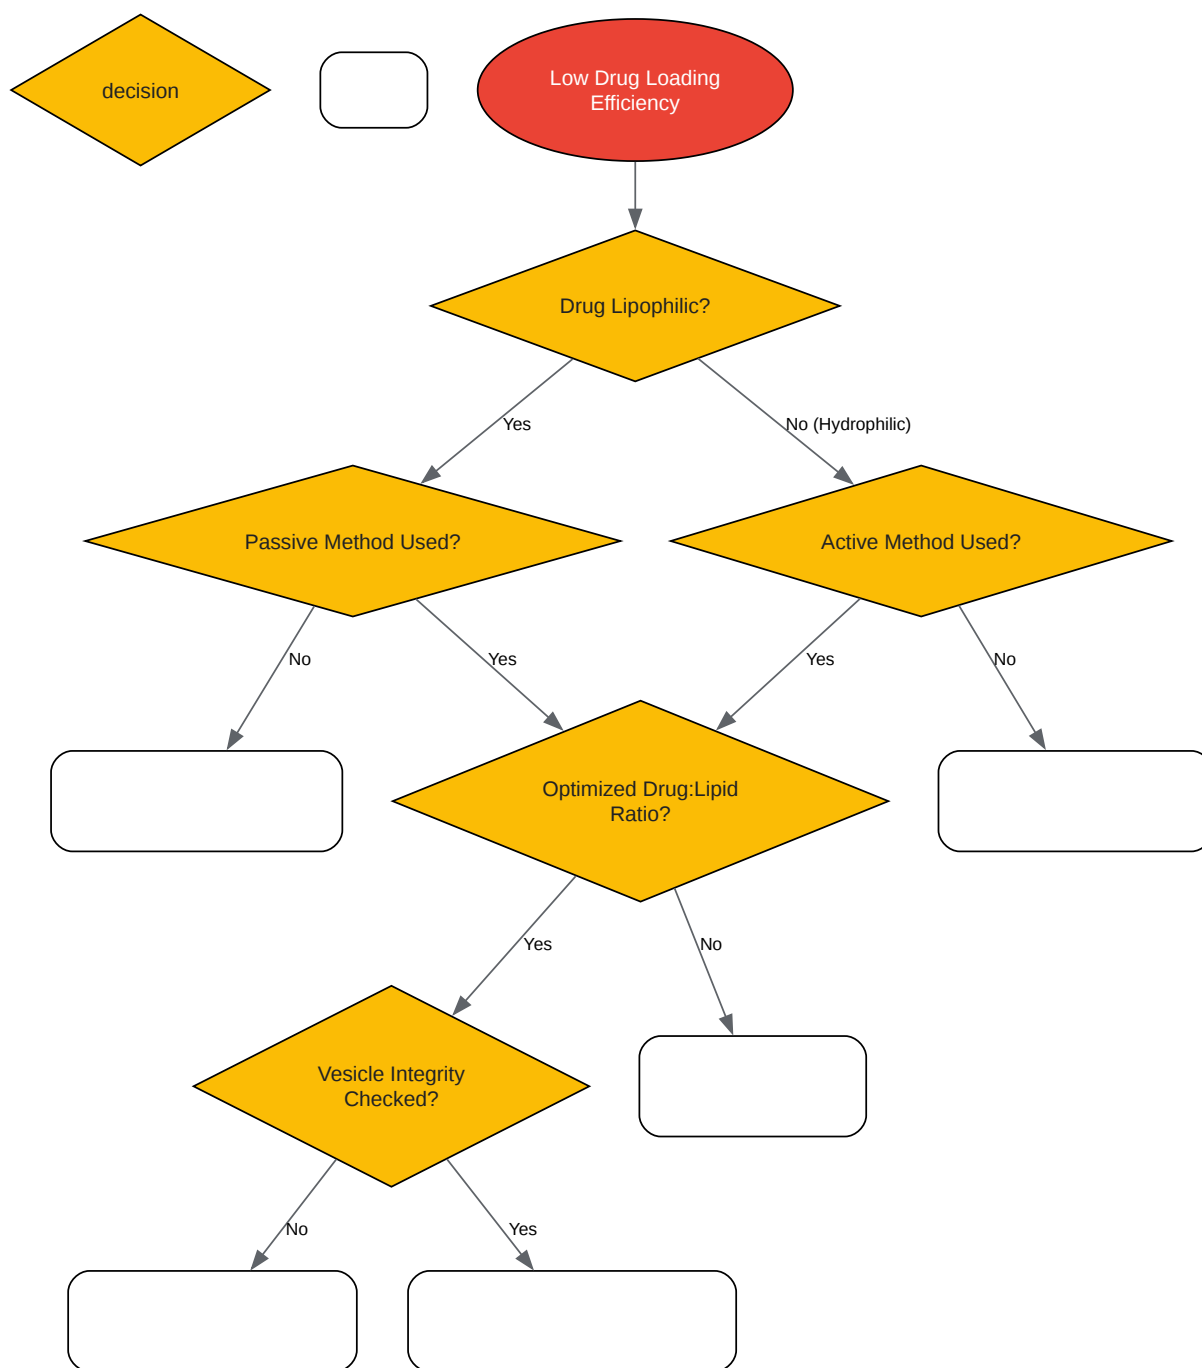 decision
Low Drug Loading
Efficiency
Drug Lipophilic?
Yes
No (Hydrophilic)
Passive Method Used?
Active Method Used?
No
Yes
Yes
No
Optimized Drug:Lipid
Ratio?
Yes
No
Vesicle Integrity
Checked?
No
Yes